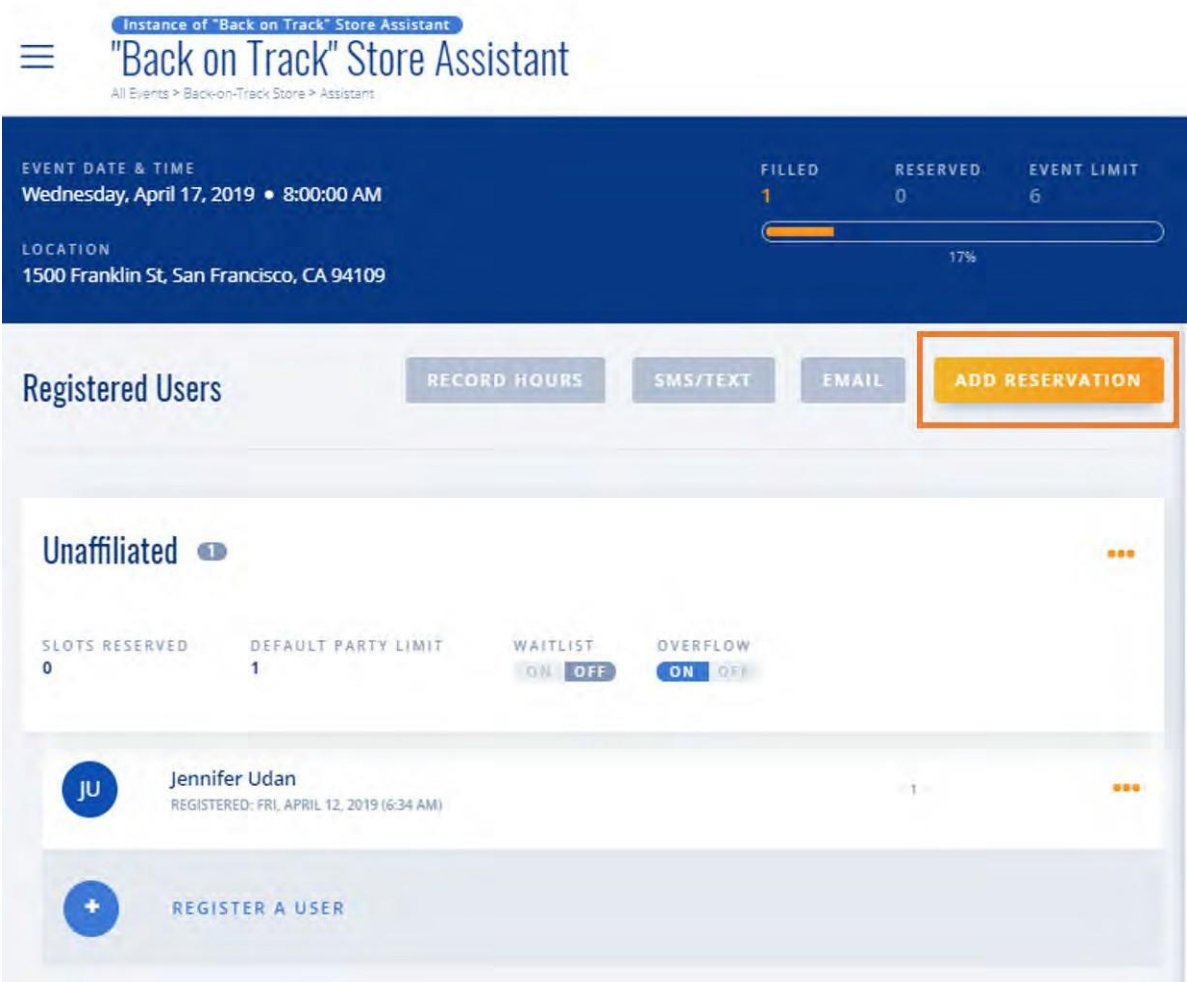 Instance of "Back on Track" Store Assistant
"Back on Track" Store Assistant
All Events > Back-on-Track Store > Assistant
EVENT DATE & TIME
Wednesday, April 17, 2019 • 8:00:00 AM
FILLED RESERVED EVENT LIMIT
1 0 6
17%
LOCATION
1500 Franklin St, San Francisco, CA 94109
Registered Users
RECORD HOURS SMS/TEXT EMAIL ADD RESERVATION
Unaffiliated 1
SLOTS RESERVED DEFAULT PARTY LIMIT WAITLIST OVERFLOW
0 1 ON OFF ON OFF
JU
Jennifer Udan
REGISTERED: FRI, APRIL 12, 2019 (6:34 AM)
1
+ REGISTER A USER